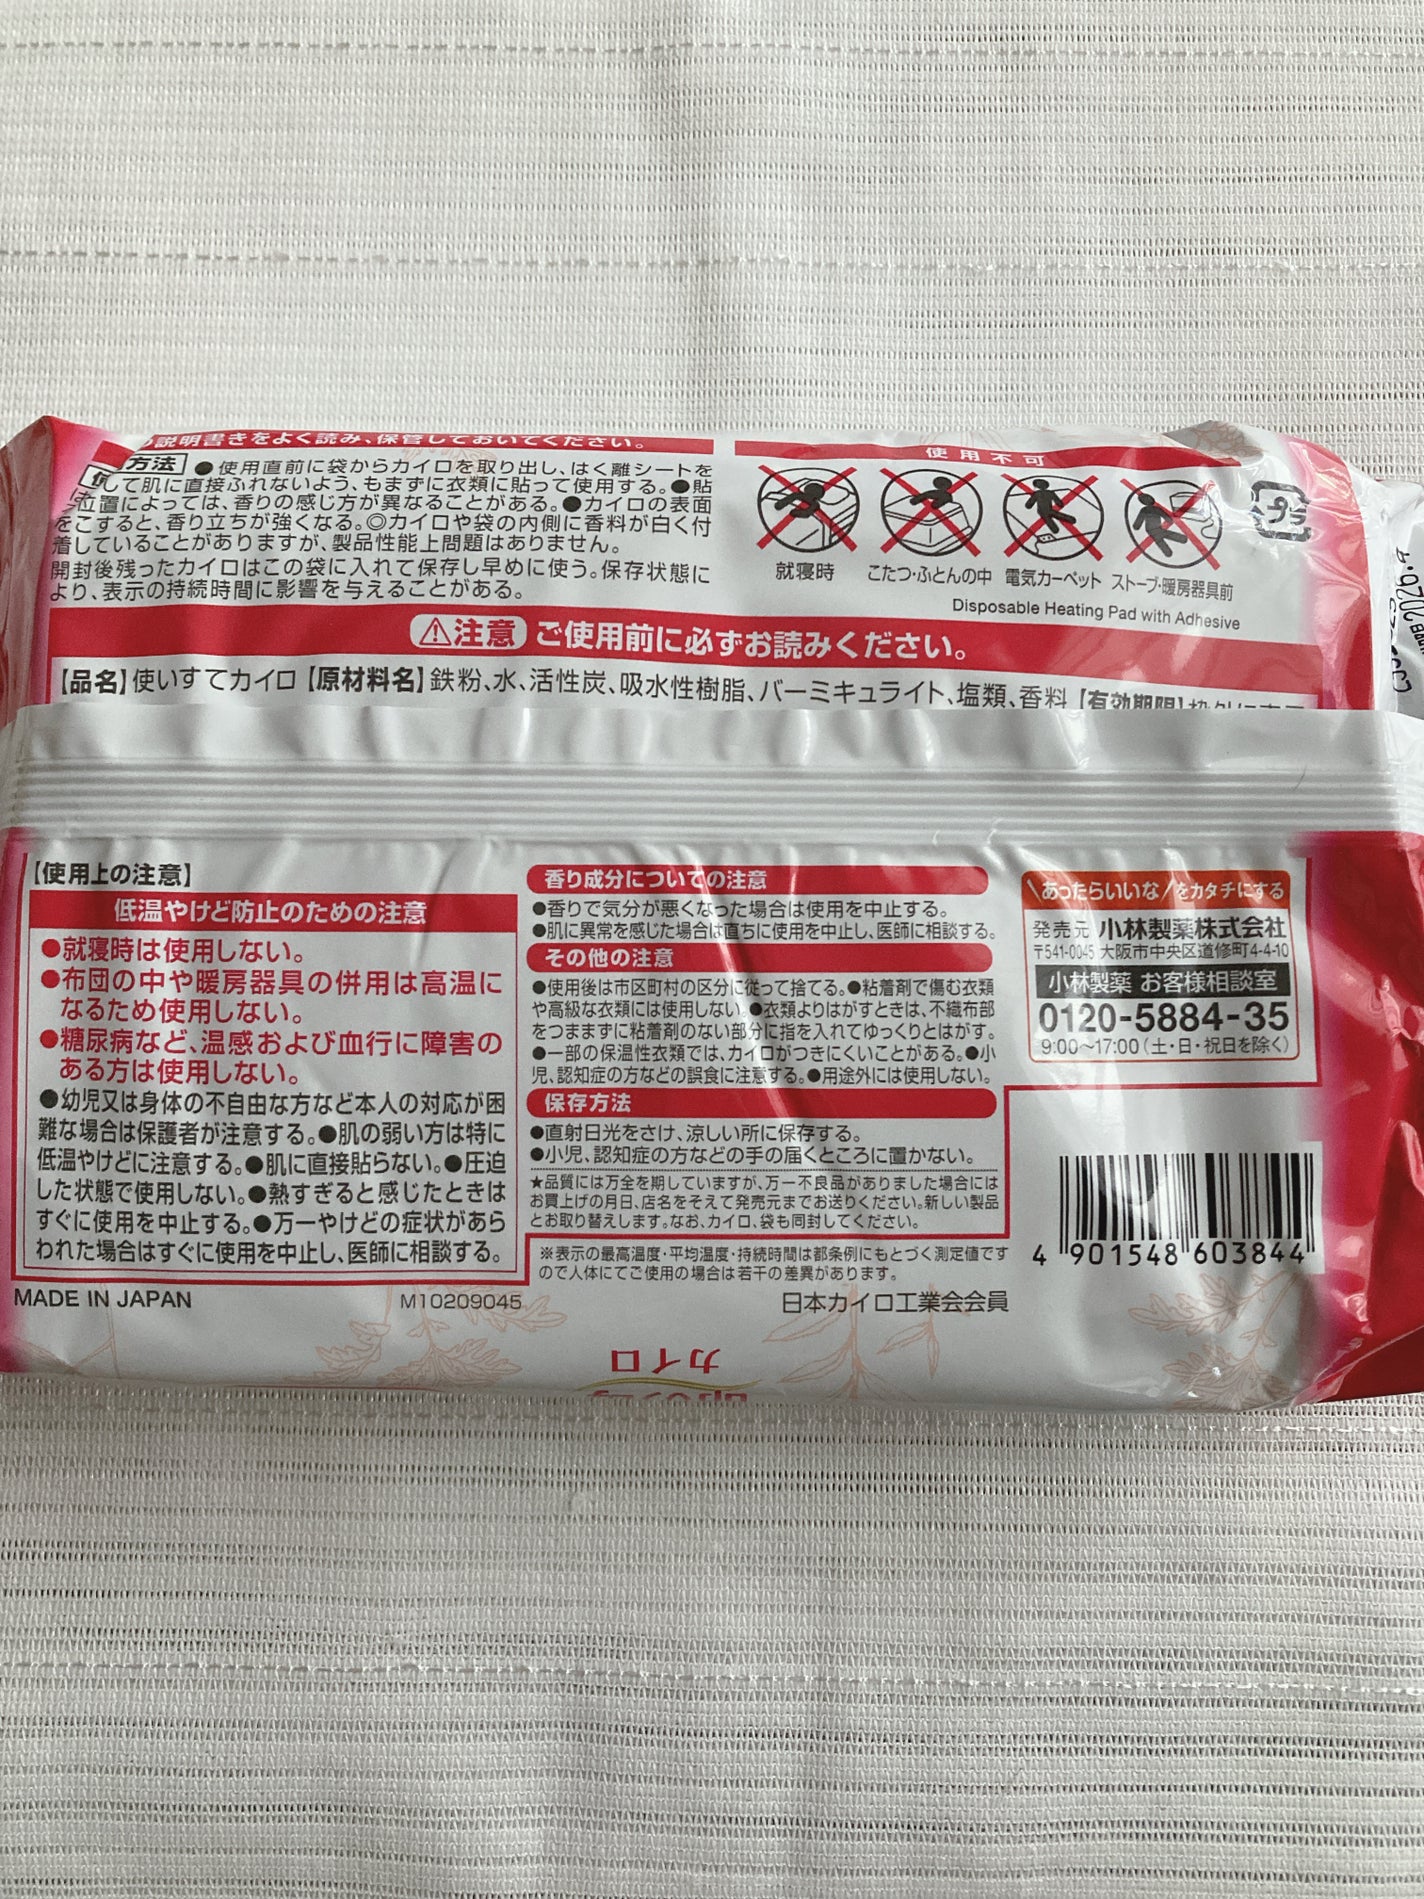 説明書きをよく読み、保管しておいてください。
方法 ●使用直前に袋からカイロを取り出し、はく離シートを
して肌に直接ふれないよう、もまずに衣類に貼って使用する。●貼
位置によっては、香りの感じ方が異なることがある。●カイロの表面
をこすると、香り立ちが強くなる。◎カイロや袋の内側に香料が白く付
着していることがありますが、製品性能上問題はありません。
開封後残ったカイロはこの袋に入れて保存し早めに使う。保存状態に
より、表示の持続時間に影響を与えることがある。
使用不可
就寝時
こたつ・ふとんの中
電気カーペット
ストーブ・暖房器具前
プラ
Disposable Heating Pad with Adhesive
注意 ご使用前に必ずお読みください。
【品名】使いすてカイロ【原材料名】鉄粉、水、活性炭、吸水性樹脂、バーミキュライト、塩類、香料【有効期限】
【使用上の注意】
低温やけど防止のための注意
●就寝時は使用しない。
●布団の中や暖房器具の併用は高温に
なるため使用しない。
●糖尿病など、温感および血行に障害の
ある方は使用しない。
●幼児又は身体の不自由な方など本人の対応が困
難な場合は保護者が注意する。●肌の弱い方は特に
低温やけどに注意する。●肌に直接貼らない。●圧迫
した状態で使用しない。●熱すぎると感じたときは
すぐに使用を中止する。●万一やけどの症状があら
われた場合はすぐに使用を中止し、医師に相談する。
MADE IN JAPAN
M10209045
香り成分についての注意
●香りで気分が悪くなった場合は使用を中止する。
●肌に異常を感じた場合は直ちに使用を中止し、医師に相談する。
その他の注意
●使用後は市区町村の区分に従って捨てる。●粘着剤で傷む衣類
や高級な衣類には使用しない。●衣類よりはがすときは、不織布部
をつままずに粘着剤のない部分に指を入れてゆっくりとはがす。
●一部の保温性衣類では、カイロがつきにくいことがある。●小
児、認知症の方などの誤食に注意する。●用途外には使用しない。
保存方法
●直射日光をさけ、涼しい所に保存する。
●小児、認知症の方などの手の届くところに置かない。
★品質には万全を期していますが、万一不良品がありました場合には
お買上げの月日、店名をそえて発売元までお送りください。新しい製品
とお取り替えします。なお、カイロ、袋も同封してください。
※表示の最高温度・平均温度・持続時間は都条例にもとづく測定値です
ので人体にてご使用の場合は若干の差異があります。
日本カイロ工業会会員
\あったらいいな/をカタチにする
発売元 小林製薬株式会社
〒541-0045 大阪市中央区道修町4-4-10
小林製薬 お客様相談室
0120-5884-35
9:00〜17:00(土・日・祝日を除く)
4 901548 603844
カイロ